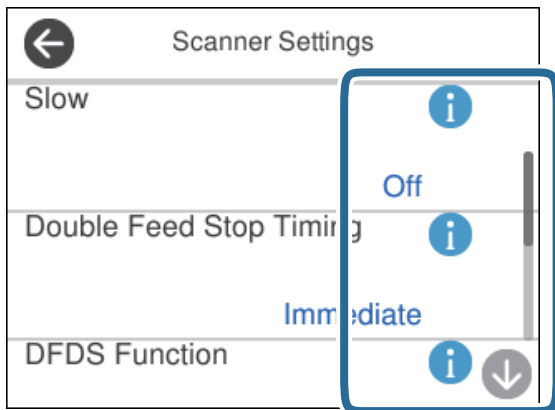 Scanner Settings
Slow
i
Off
Double Feed Stop Timing
i
Immediate
DFDS Function
i